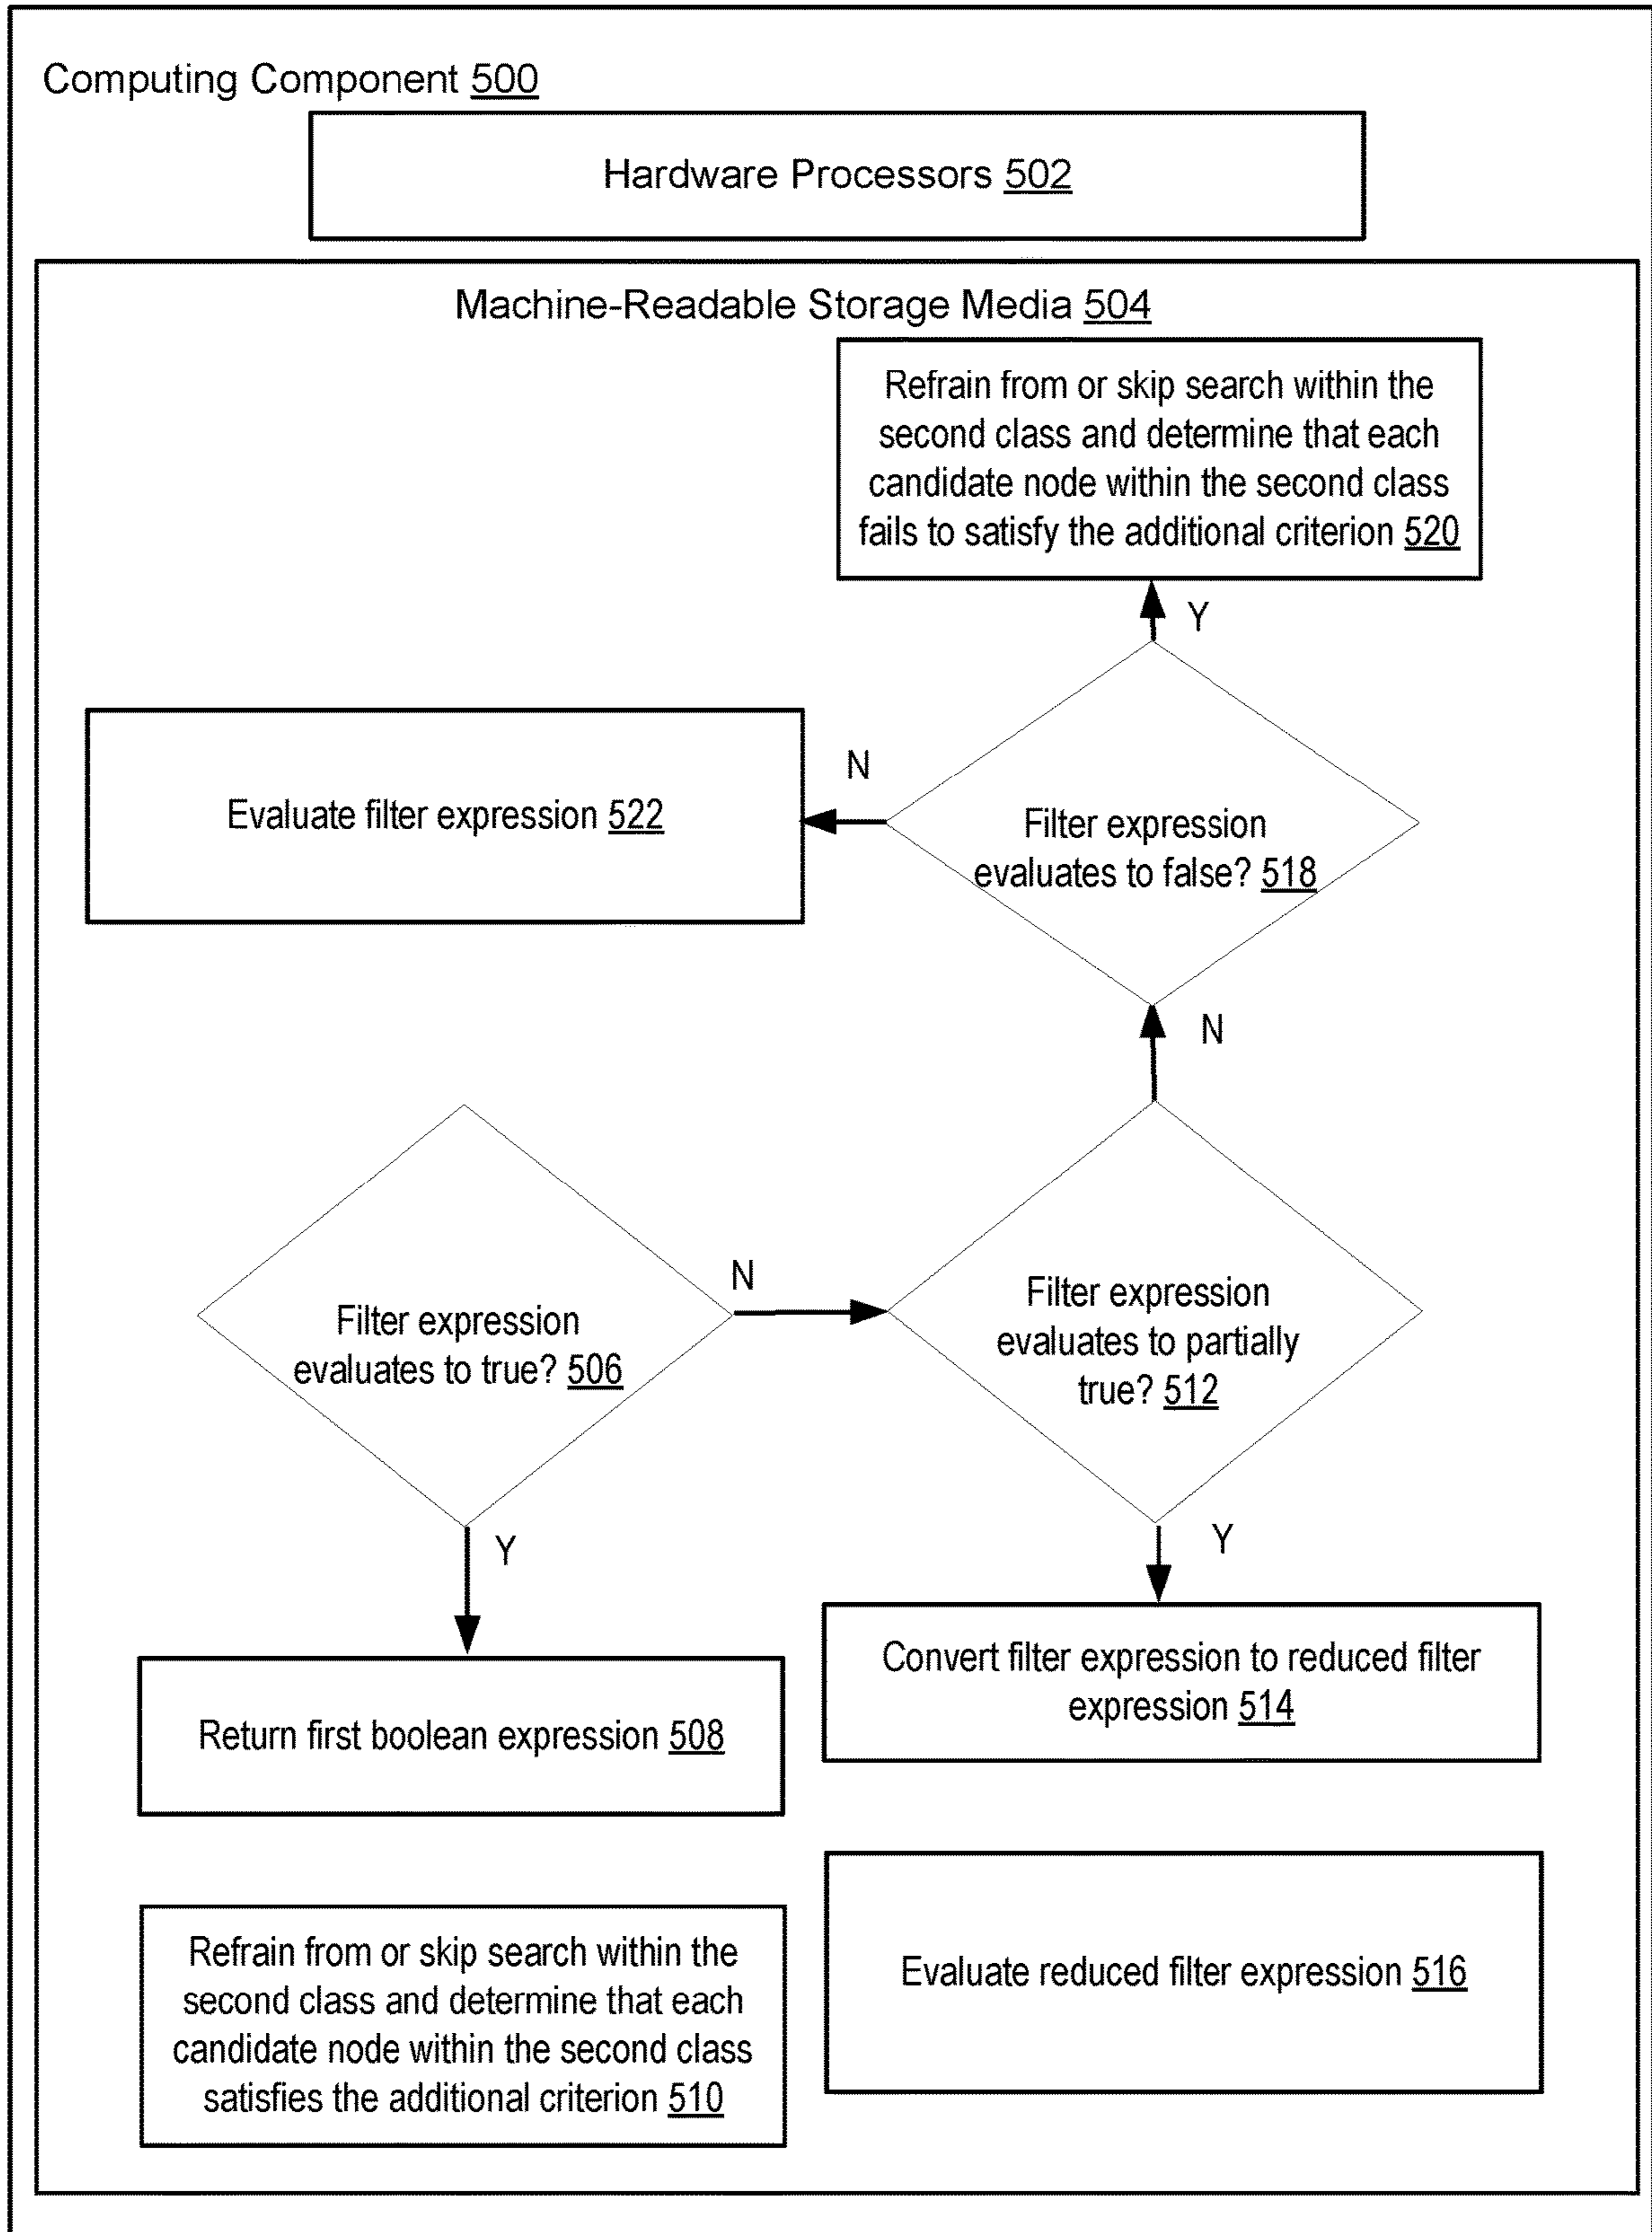 Computing Component 500
Hardware Processors 502
Machine-Readable Storage Media 504
Refrain from or skip search within the
second class and determine that each
candidate node within the second class
fails to satisfy the additional criterion 520
Y
N
Evaluate filter expression 522
Filter expression
evaluates to false? 518
N
Filter expression
evaluates to true? 506
N
Filter expression
evaluates to partially
true? 512
Y
Y
Return first boolean expression 508
Convert filter expression to reduced filter
expression 514
Refrain from or skip search within the
second class and determine that each
candidate node within the second class
satisfies the additional criterion 510
Evaluate reduced filter expression 516